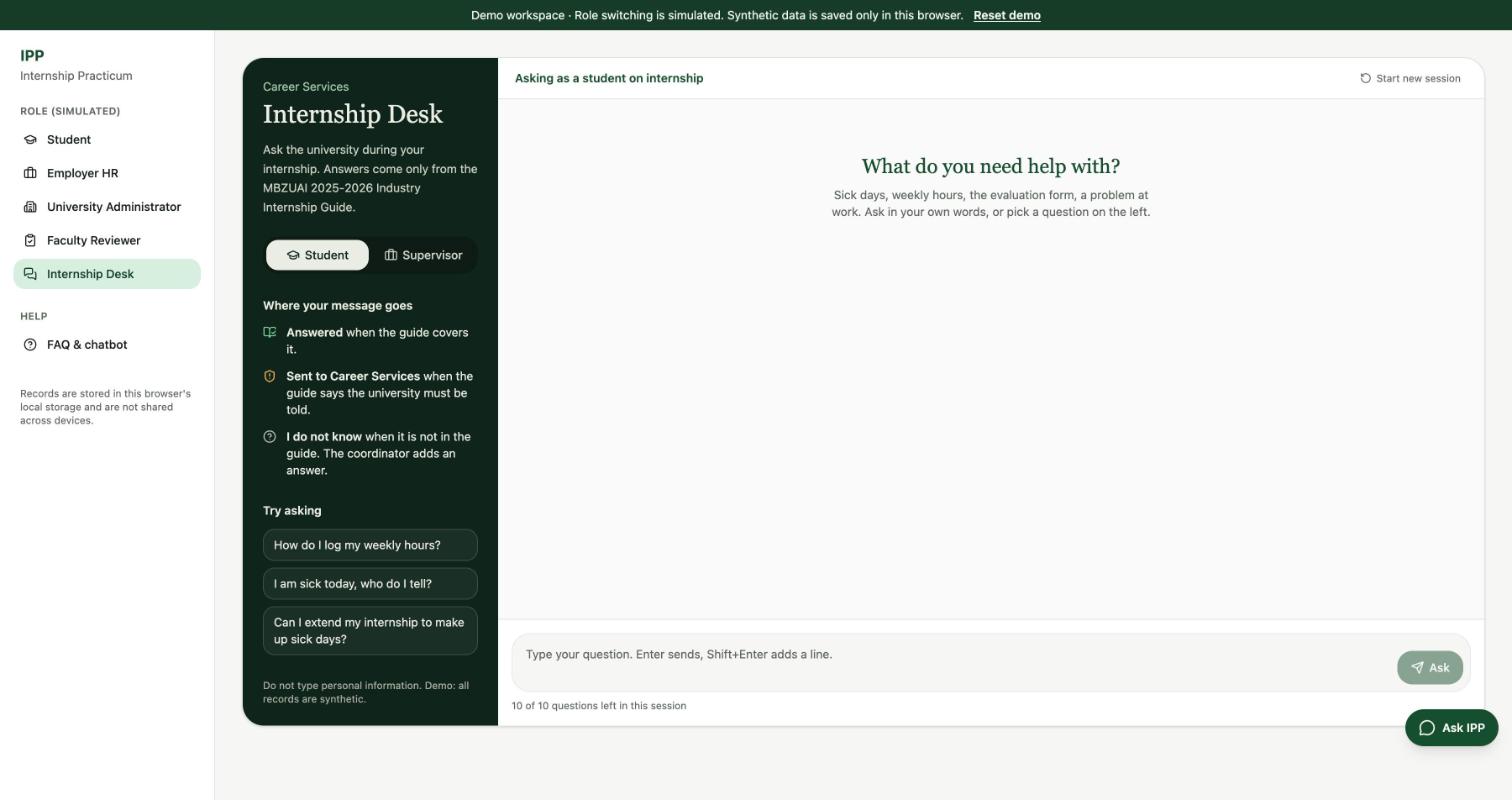 Demo workspace · Role switching is simulated. Synthetic data is saved only in this browser. Reset demo
IPP
Internship Practicum
ROLE (SIMULATED)
Student
Employer HR
University Administrator
Faculty Reviewer
Internship Desk
HELP
FAQ & chatbot
Records are stored in this browser's
local storage and are not shared
across devices.
Career Services
Internship Desk
Ask the university during your
internship. Answers come only from the
MBZUAI 2025-2026 Industry
Internship Guide.
Student
Supervisor
Where your message goes
Answered when the guide covers
it.
Sent to Career Services when the
guide says the university must be
told.
I do not know when it is not in the
guide. The coordinator adds an
answer.
Try asking
How do I log my weekly hours?
I am sick today, who do I tell?
Can I extend my internship to make
up sick days?
Do not type personal information. Demo: all
records are synthetic.
Asking as a student on internship
Start new session
What do you need help with?
Sick days, weekly hours, the evaluation form, a problem at
work. Ask in your own words, or pick a question on the left.
Type your question. Enter sends, Shift+Enter adds a line.
Ask
10 of 10 questions left in this session
Ask IPP